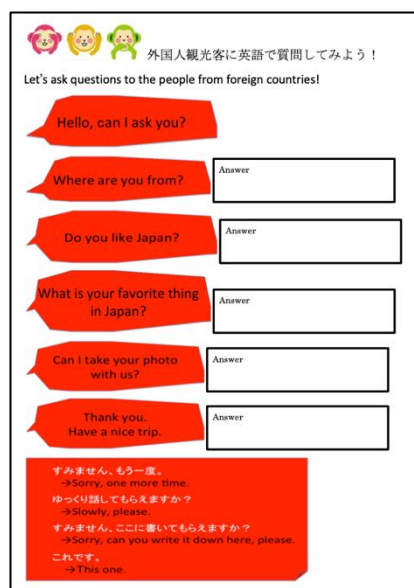 外国人観光客に英語で質問してみよう！
Let's ask questions to the people from foreign countries!
Hello, can I ask you?
Where are you from?
Answer
Do you like Japan?
Answer
What is your favorite thing
in Japan?
Answer
Can I take your photo
with us?
Answer
Thank you.
Have a nice trip.
Answer
すみません、もう一度。
→Sorry, one more time.
ゆっくり話してもらえますか？
→Slowly, please.
すみません、ここに書いてもらえますか？
→Sorry, can you write it down here, please.
これです。
→This one.